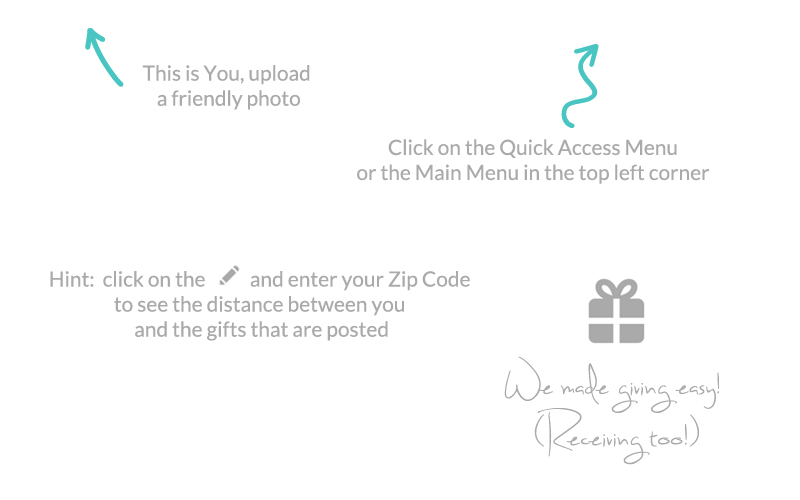 This is You, upload
a friendly photo
Click on the Quick Access Menu
or the Main Menu in the top left corner
Hint: click on the and enter your Zip Code
to see the distance between you
and the gifts that are posted
We made giving easy!
(Receiving too!)